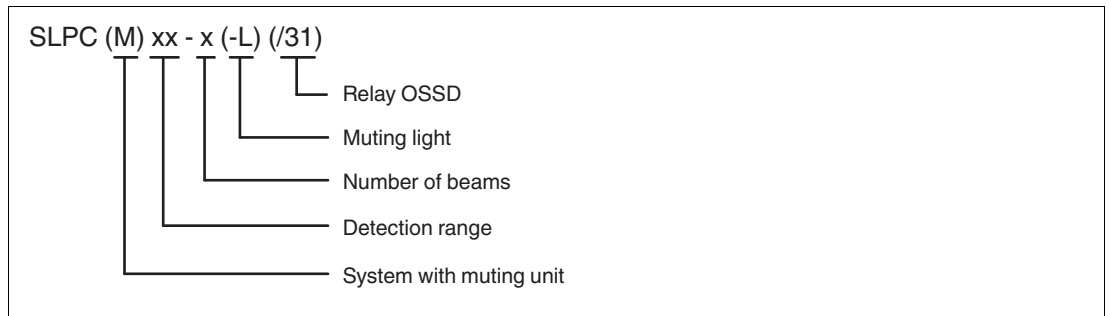 SLPC (M) xx - x (-L) (/31)
Relay OSSD
Muting light
Number of beams
Detection range
System with muting unit